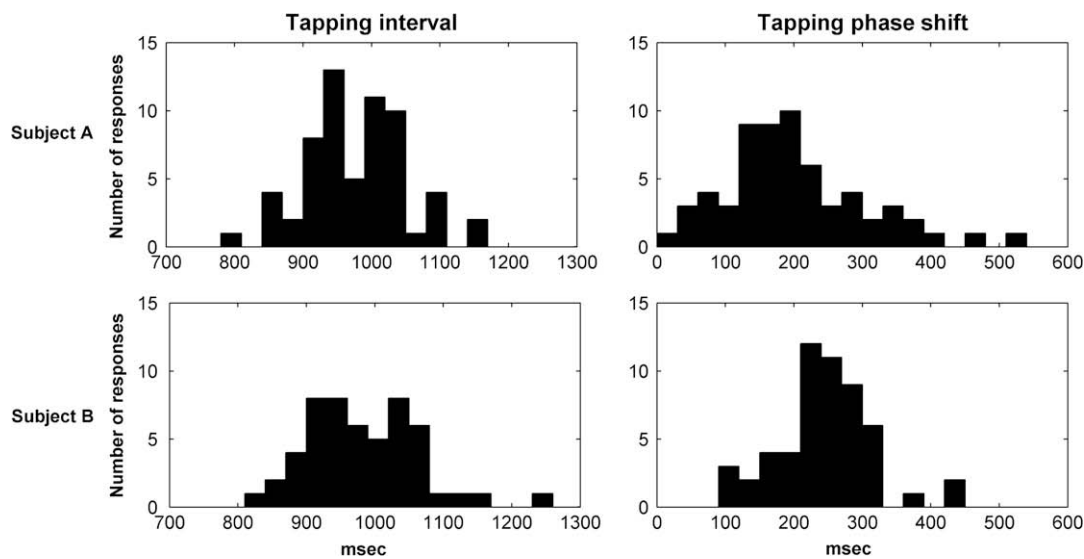 Tapping interval
Tapping phase shift
Subject A
Number of responses
15
10
5
0
700 800 900 1000 1100 1200 1300
15
10
5
0
0 100 200 300 400 500 600
Subject B
Number of responses
15
10
5
0
700 800 900 1000 1100 1200 1300
msec
15
10
5
0
0 100 200 300 400 500 600
msec